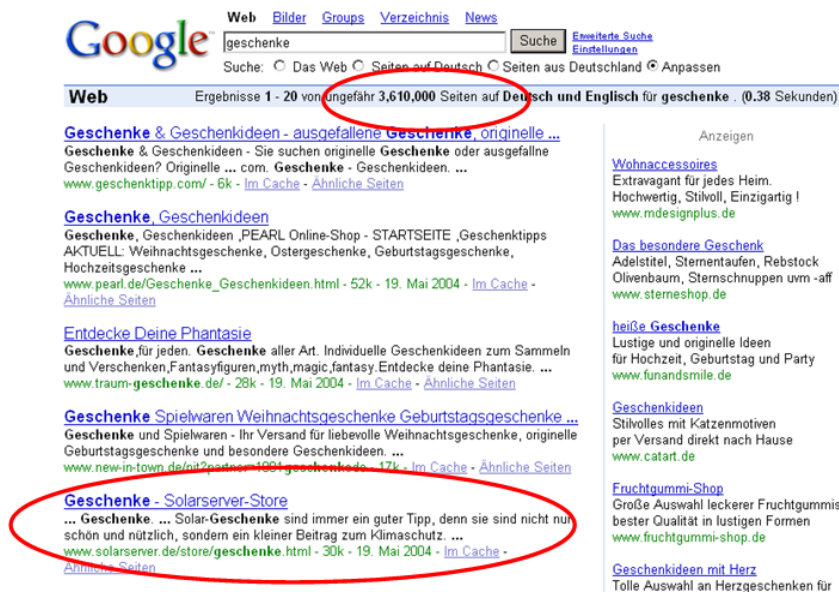 Google
Web Bilder Groups Verzeichnis News
geschenke Suche Erweiterte Suche
Einstellungen
Suche: Das Web Seiten auf Deutsch Seiten aus Deutschland Anpassen
Web Ergebnisse 1 - 20 von ungefähr 3,610,000 Seiten auf Deutsch und Englisch für geschenke . (0.38 Sekunden)
Geschenke & Geschenkideen - ausgefallene Geschenke, originelle ...
Geschenke & Geschenkideen - Sie suchen originelle Geschenke oder ausgefallne
Geschenkideen? Originelle ... com. Geschenke - Geschenkideen. ...
www.geschenktipp.com/ - 6k - Im Cache - Ähnliche Seiten
Geschenke, Geschenkideen
Geschenke, Geschenkideen ,PEARL Online-Shop - STARTSEITE ,Geschenktipps
AKTUELL: Weihnachtsgeschenke, Ostergeschenke, Geburtstagsgeschenke,
Hochzeitsgeschenke ...
www.pearl.de/Geschenke_Geschenkideen.html - 52k - 19. Mai 2004 - Im Cache -
Ähnliche Seiten
Entdecke Deine Phantasie
Geschenke,für jeden. Geschenke aller Art. Individuelle Geschenkideen zum Sammeln
und Verschenken,Fantasyfiguren,myth,magic,fantasy.Entdecke deine Phantasie. ...
www.traum-geschenke.de/ - 28k - 19. Mai 2004 - Im Cache - Ähnliche Seiten
Geschenke Spielwaren Weihnachtsgeschenke Geburtstagsgeschenke ...
Geschenke und Spielwaren - Ihr Versand für liebevolle Weihnachtsgeschenke, originelle
Geburtstagsgeschenke und besondere Geschenkideen. ...
www.new-in-town.de/nit2partner=1991geschenkede - 17k - Im Cache - Ähnliche Seiten
Geschenke - Solarserver-Store
... Geschenke. ... Solar-Geschenke sind immer ein guter Tipp, denn sie sind nicht nur
schön und nützlich, sondern ein kleiner Beitrag zum Klimaschutz. ...
www.solarserver.de/store/geschenke.html - 30k - 19. Mai 2004 - Im Cache -
Ähnliche Seiten
Anzeigen
Wohnaccessoires
Extravagant für jedes Heim.
Hochwertig, Stilvoll, Einzigartig !
www.mdesignplus.de
Das besondere Geschenk
Adelstitel, Sternentaufen, Rebstock
Olivenbaum, Sternschnuppen uvm -aff
www.sterneshop.de
heiße Geschenke
Lustige und originelle Ideen
für Hochzeit, Geburtstag und Party
www.funandsmile.de
Geschenkideen
Stilvolles mit Katzenmotiven
per Versand direkt nach Hause
www.catart.de
Fruchtgummi-Shop
Große Auswahl leckerer Fruchtgummis
bester Qualität in lustigen Formen
www.fruchtgummi-shop.de
Geschenkideen mit Herz
Tolle Auswahl an Herzgeschenken für